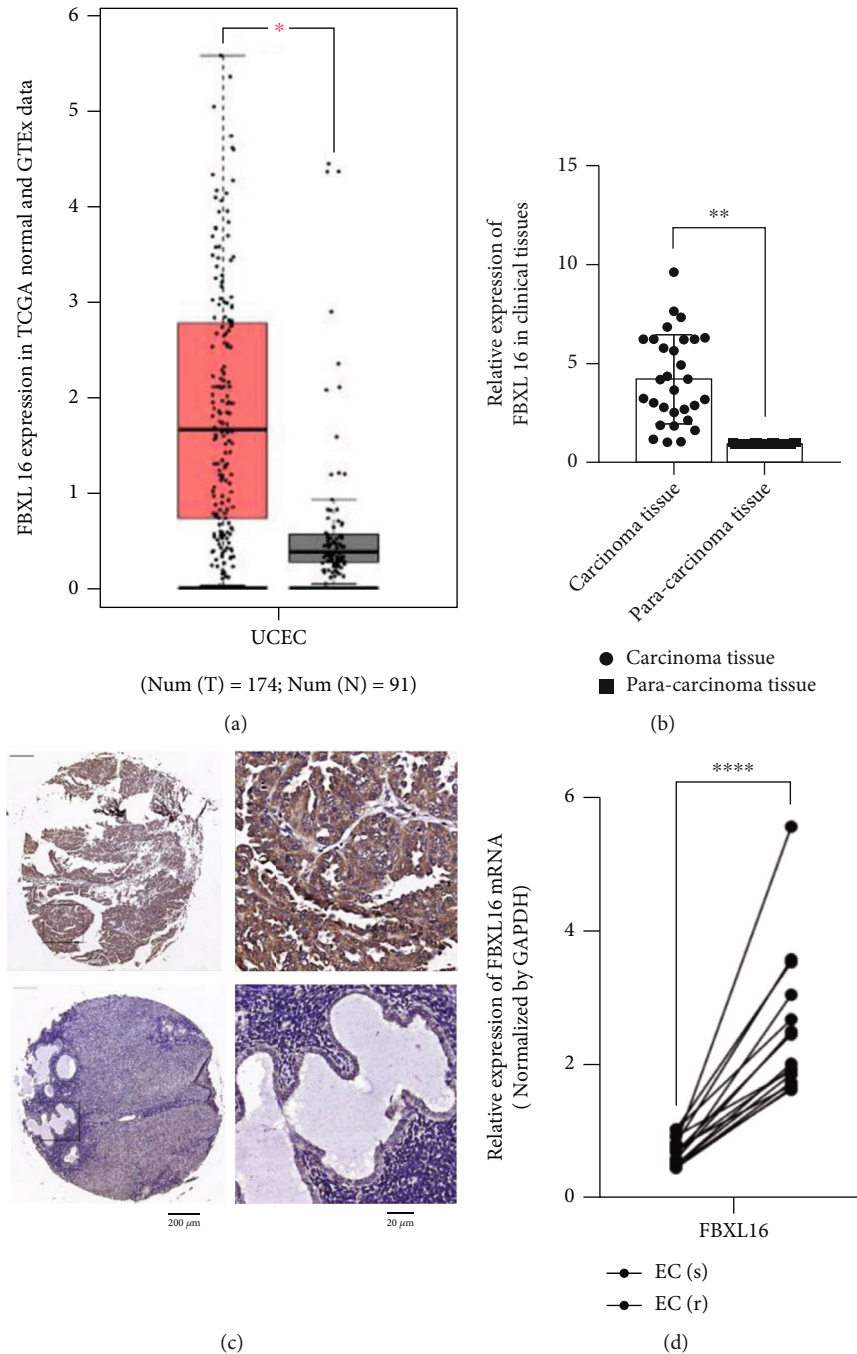 FBXL 16 expression in TCGA normal and GTEx data
6
5
4
3
2
1
0
*
UCEC
(Num (T) = 174; Num (N) = 91)
(a)
Relative expression of
FBXL 16 in clinical tissues
15
10
5
0
**
Carcinoma tissue
Para-carcinoma tissue
Carcinoma tissue
Para-carcinoma tissue
(b)
200 μm
20 μm
(c)
Relative expression of FBXL16 mRNA
( Normalized by GAPDH)
6
4
2
0
****
FBXL16
EC (s)
EC (r)
(d)